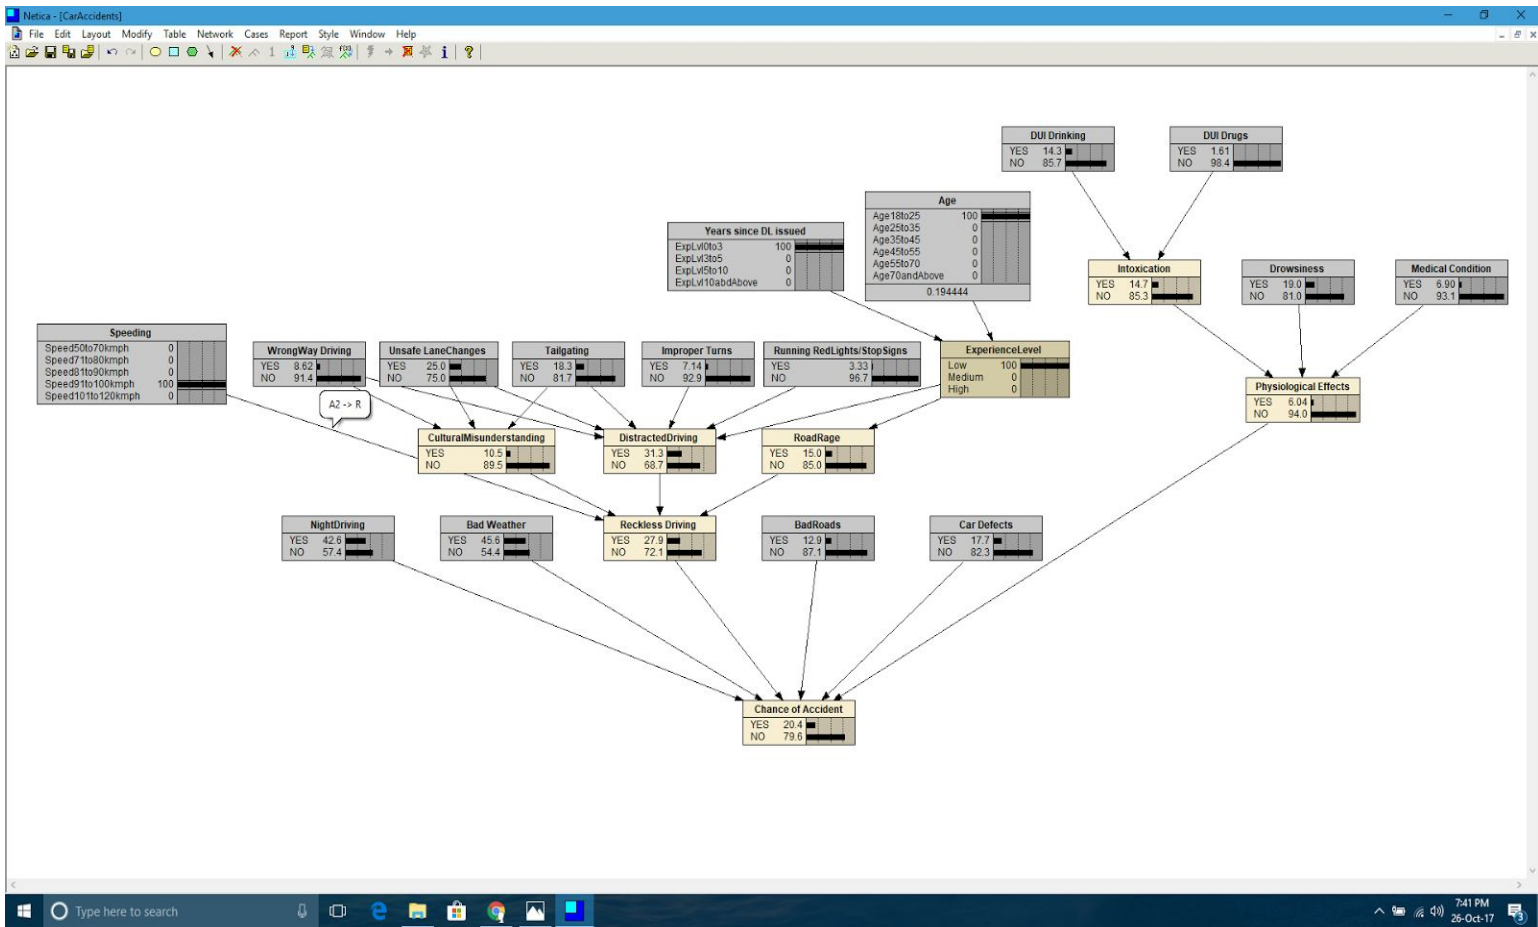 Netica - [CarAccidents]
File Edit Layout Modify Table Network Cases Report Style Window Help
DUI Drinking
YES 14.3
NO 85.7
DUI Drugs
YES 1.61
NO 98.4
Age
Age18to25 100
Age25to35 0
Age35to45 0
Age45to55 0
Age55to70 0
Age70andAbove 0
0.194444
Years since DL issued
ExpLvl0to3 100
ExpLvl3to5 0
ExpLvl5to10 0
ExpLvl10abdAbove 0
Intoxication
YES 14.7
NO 85.3
Drowsiness
YES 19.0
NO 81.0
Medical Condition
YES 6.90
NO 93.1
Speeding
Speed50to70kmph 0
Speed71to80kmph 0
Speed81to90kmph 0
Speed91to100kmph 100
Speed101to120kmph 0
WrongWay Driving
YES 8.62
NO 91.4
Unsafe LaneChanges
YES 25.0
NO 75.0
Tailgating
YES 18.3
NO 81.7
Improper Turns
YES 7.14
NO 92.9
Running RedLights/StopSigns
YES 3.33
NO 96.7
ExperienceLevel
Low 100
Medium 0
High 0
Physiological Effects
YES 6.04
NO 94.0
A2 -> R
CulturalMisunderstanding
YES 10.5
NO 89.5
DistractedDriving
YES 31.3
NO 68.7
RoadRage
YES 15.0
NO 85.0
NightDriving
YES 42.6
NO 57.4
Bad Weather
YES 45.6
NO 54.4
Reckless Driving
YES 27.9
NO 72.1
BadRoads
YES 12.9
NO 87.1
Car Defects
YES 17.7
NO 82.3
Chance of Accident
YES 20.4
NO 79.6
Type here to search
7:41 PM
26-Oct-17